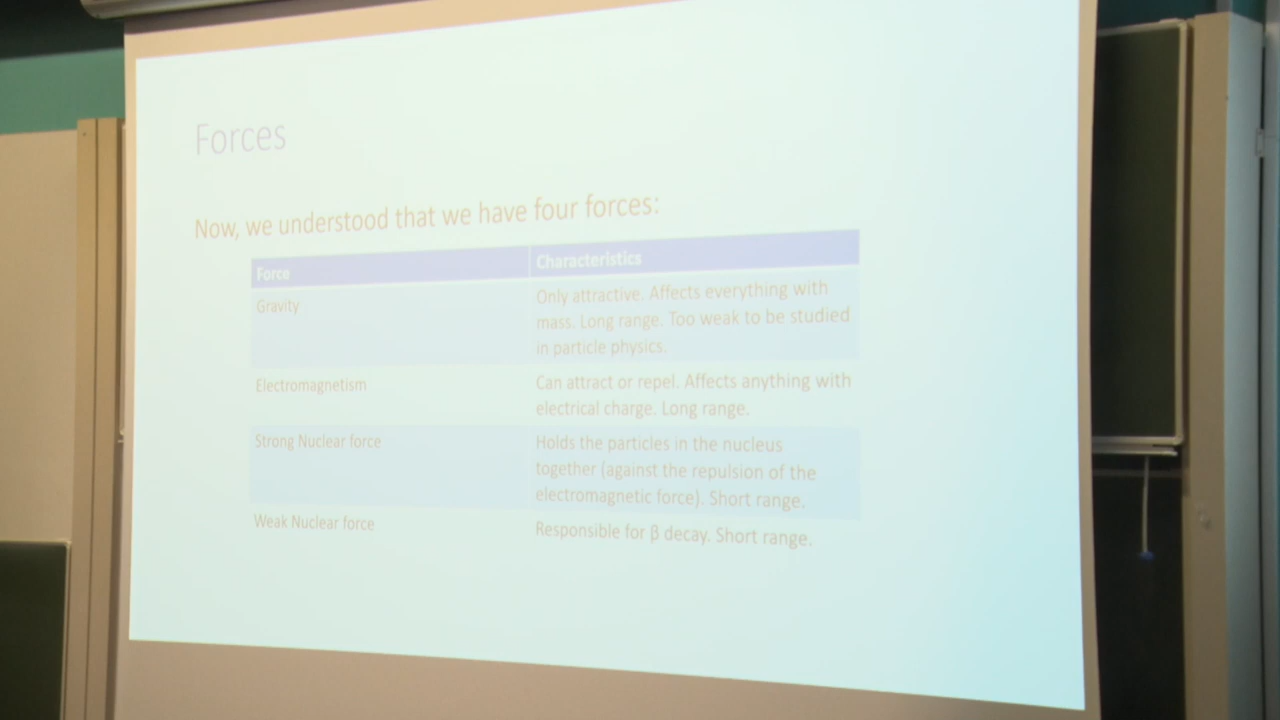 Forces
Now, we understood that we have four forces:
Force
Characteristics
Gravity
Only attractive. Affects everything with
mass. Long range. Too weak to be studied
in particle physics.
Electromagnetism
Can attract or repel. Affects anything with
electrical charge. Long range.
Strong Nuclear force
Holds the particles in the nucleus
together (against the repulsion of the
electromagnetic force). Short range.
Weak Nuclear force
Responsible for β decay. Short range.